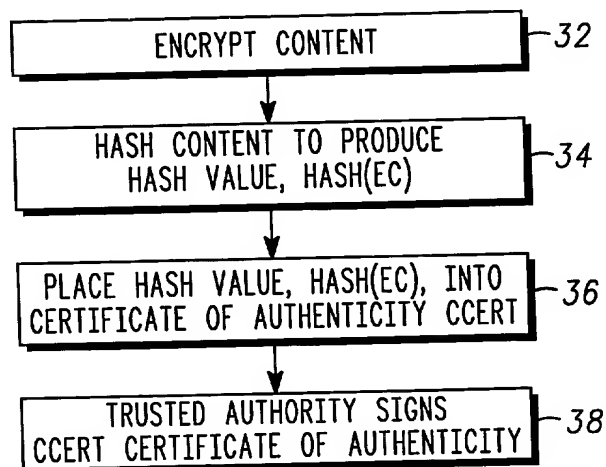 ENCRYPT CONTENT
32
HASH CONTENT TO PRODUCE
HASH VALUE, HASH(EC)
34
PLACE HASH VALUE, HASH(EC), INTO
CERTIFICATE OF AUTHENTICITY CCERT
36
TRUSTED AUTHORITY SIGNS
CCERT CERTIFICATE OF AUTHENTICITY
38